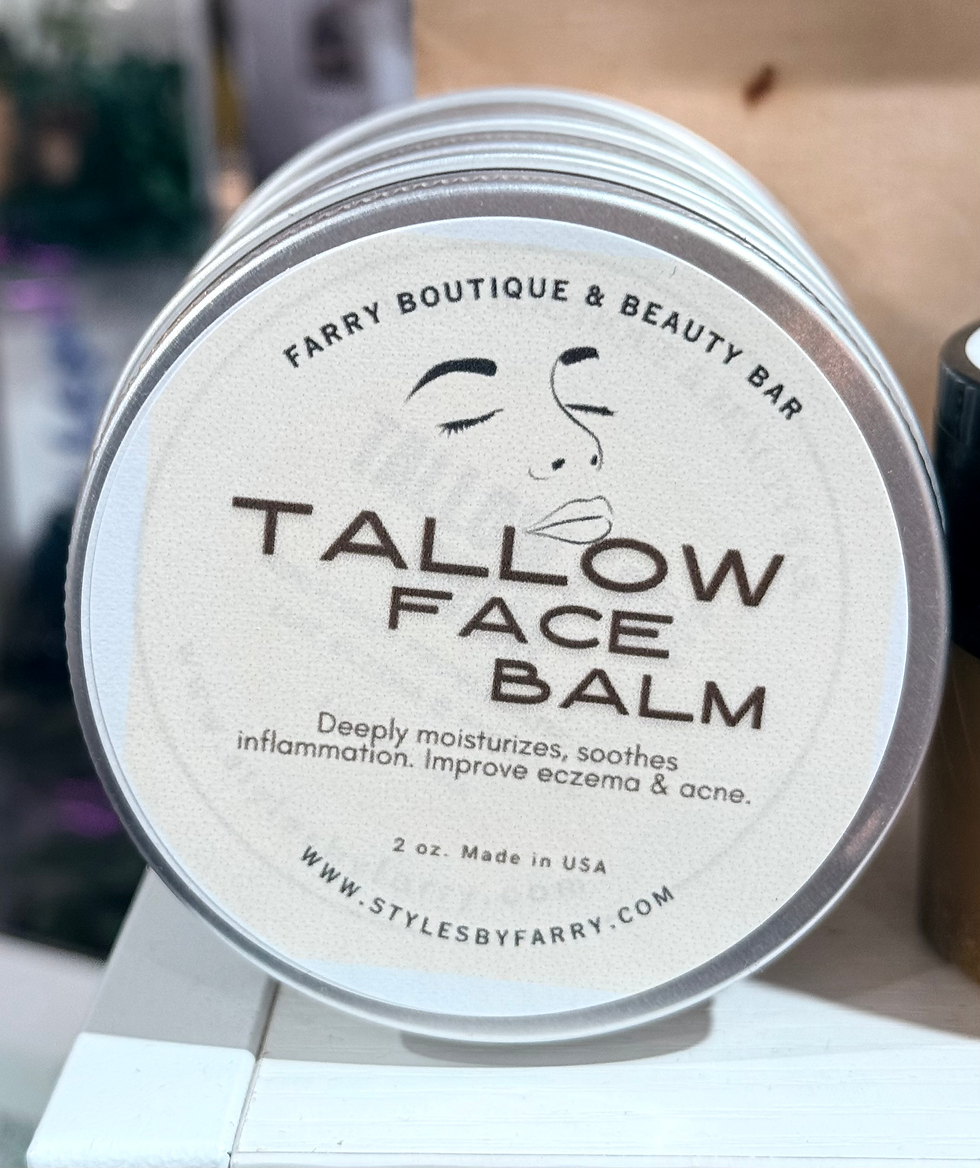 FARRY BOUTIQUE & BEAUTY BAR
TALLOW
FACE
BALM
Deeply moisturizes, soothes
inflammation. Improve eczema & acne.
2 oz. Made in USA
WWW.STYLESBYFARRY.COM